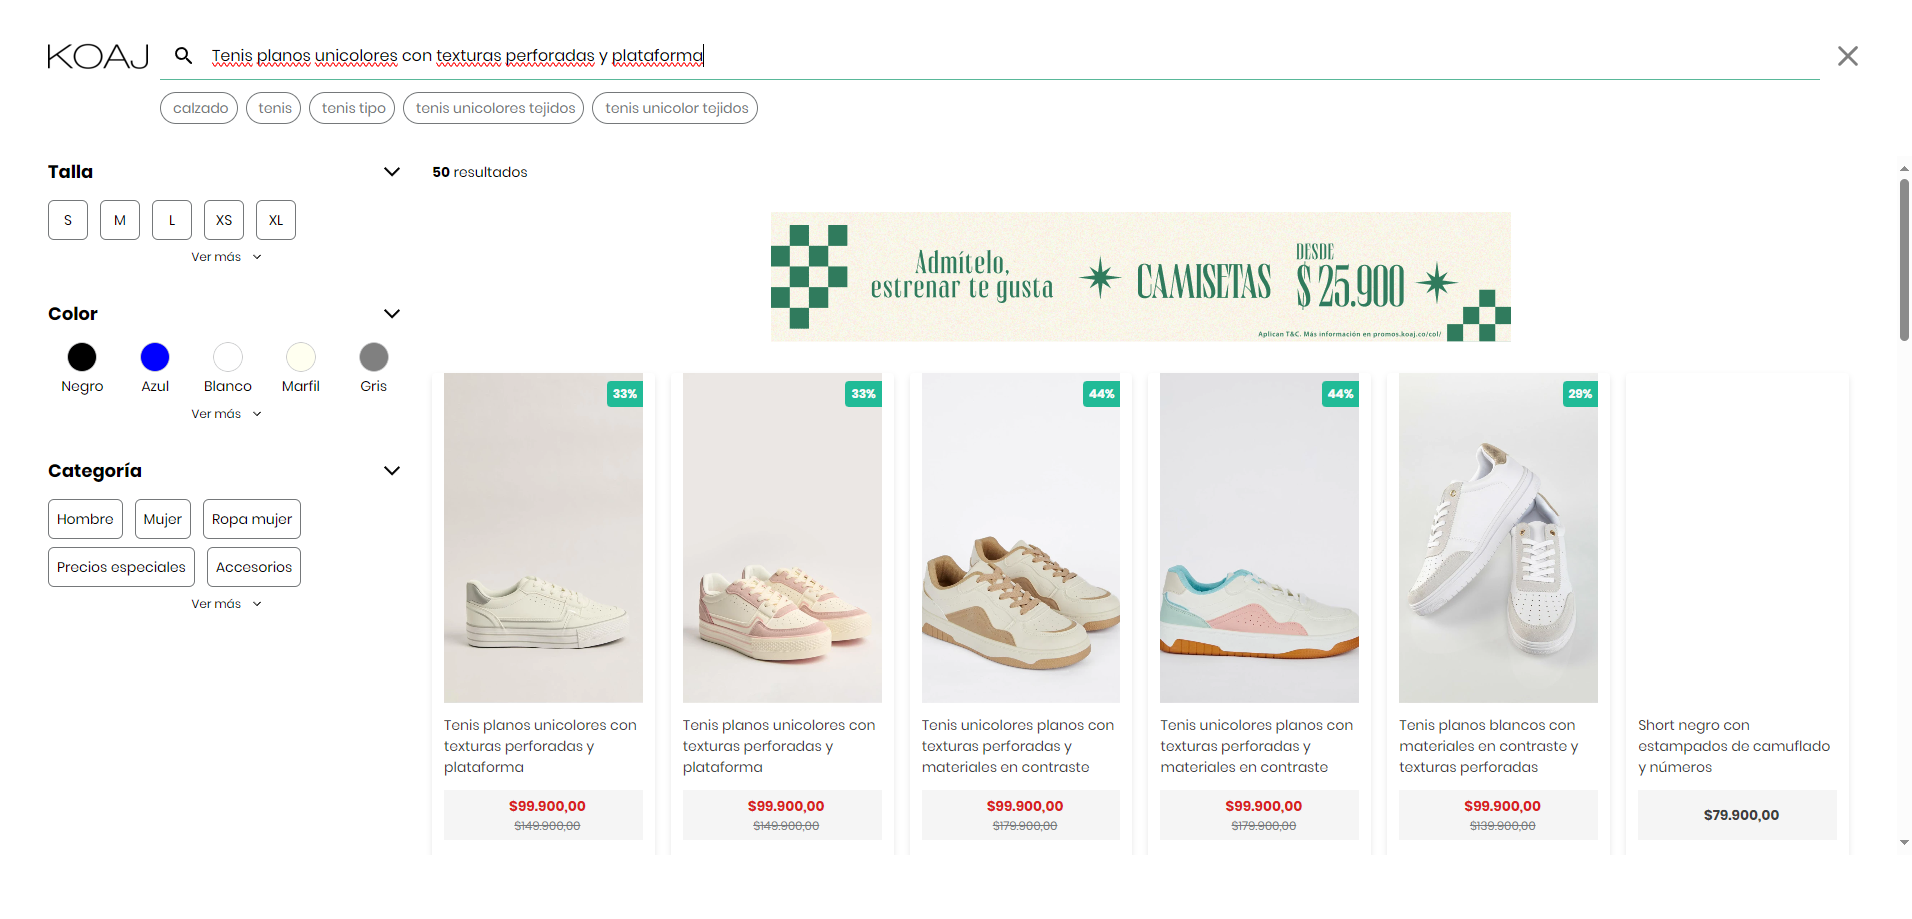 KOAJ
Tenis planos unicolores con texturas perforadas y plataforma
calzado
tenis
tenis tipo
tenis unicolores tejidos
tenis unicolor tejidos
Talla
S
M
L
XS
XL
Ver más
Color
Negro
Azul
Blanco
Marfil
Gris
Ver más
Categoría
Hombre
Mujer
Ropa mujer
Precios especiales
Accesorios
Ver más
50 resultados
Admítelo,
estrenar te gusta
CAMISETAS
DESDE
$ 25.900
Aplican T&C. Más información en promos.koaj.co/col/
33%
Tenis planos unicolores con
texturas perforadas y
plataforma
$99.900,00
$149.900,00
33%
Tenis planos unicolores con
texturas perforadas y
plataforma
$99.900,00
$149.900,00
44%
Tenis unicolores planos con
texturas perforadas y
materiales en contraste
$99.900,00
$179.900,00
44%
Tenis unicolores planos con
texturas perforadas y
materiales en contraste
$99.900,00
$179.900,00
29%
Tenis planos blancos con
materiales en contraste y
texturas perforadas
$99.900,00
$139.900,00
Short negro con
estampados de camuflado
y números
$79.900,00